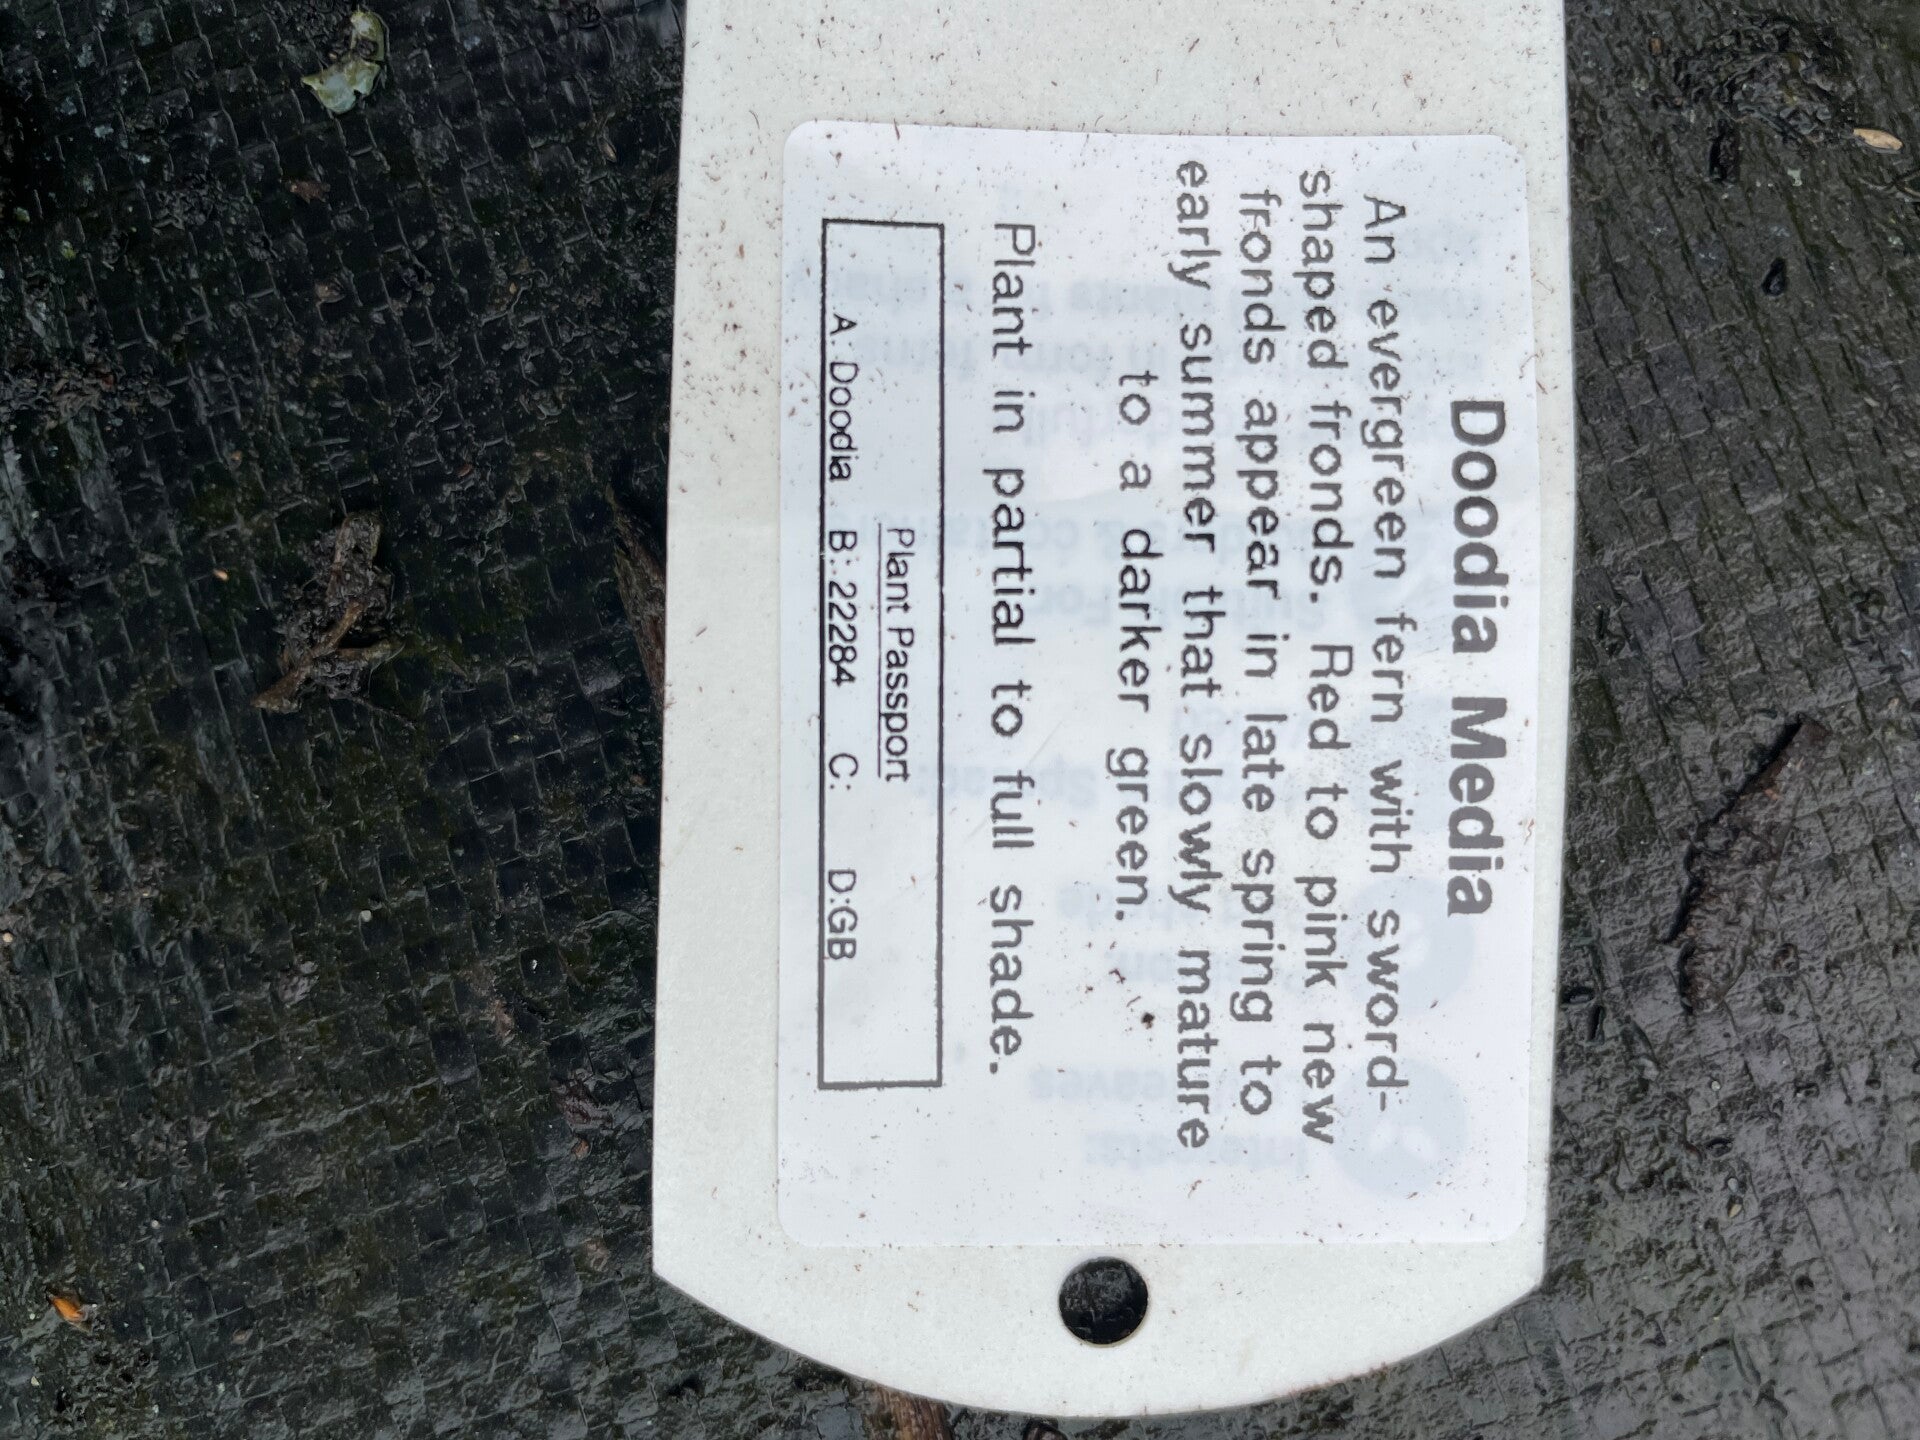 Doodia Media
An evergreen fern with sword-
shaped fronds. Red to pink new
fronds appear in late spring to
early summer that slowly mature
to a darker green.
Plant in partial to full shade.
Plant Passport
A: Doodia B: 22284 C: D:GB